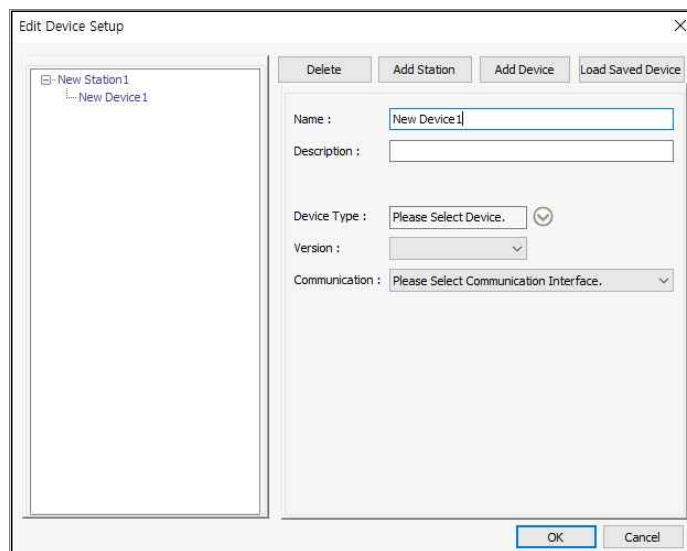 Edit Device Setup
New Station1
New Device1
Delete
Add Station
Add Device
Load Saved Device
Name :
New Device1
Description :
Device Type :
Please Select Device.
Version :
Communication :
Please Select Communication Interface.
OK
Cancel